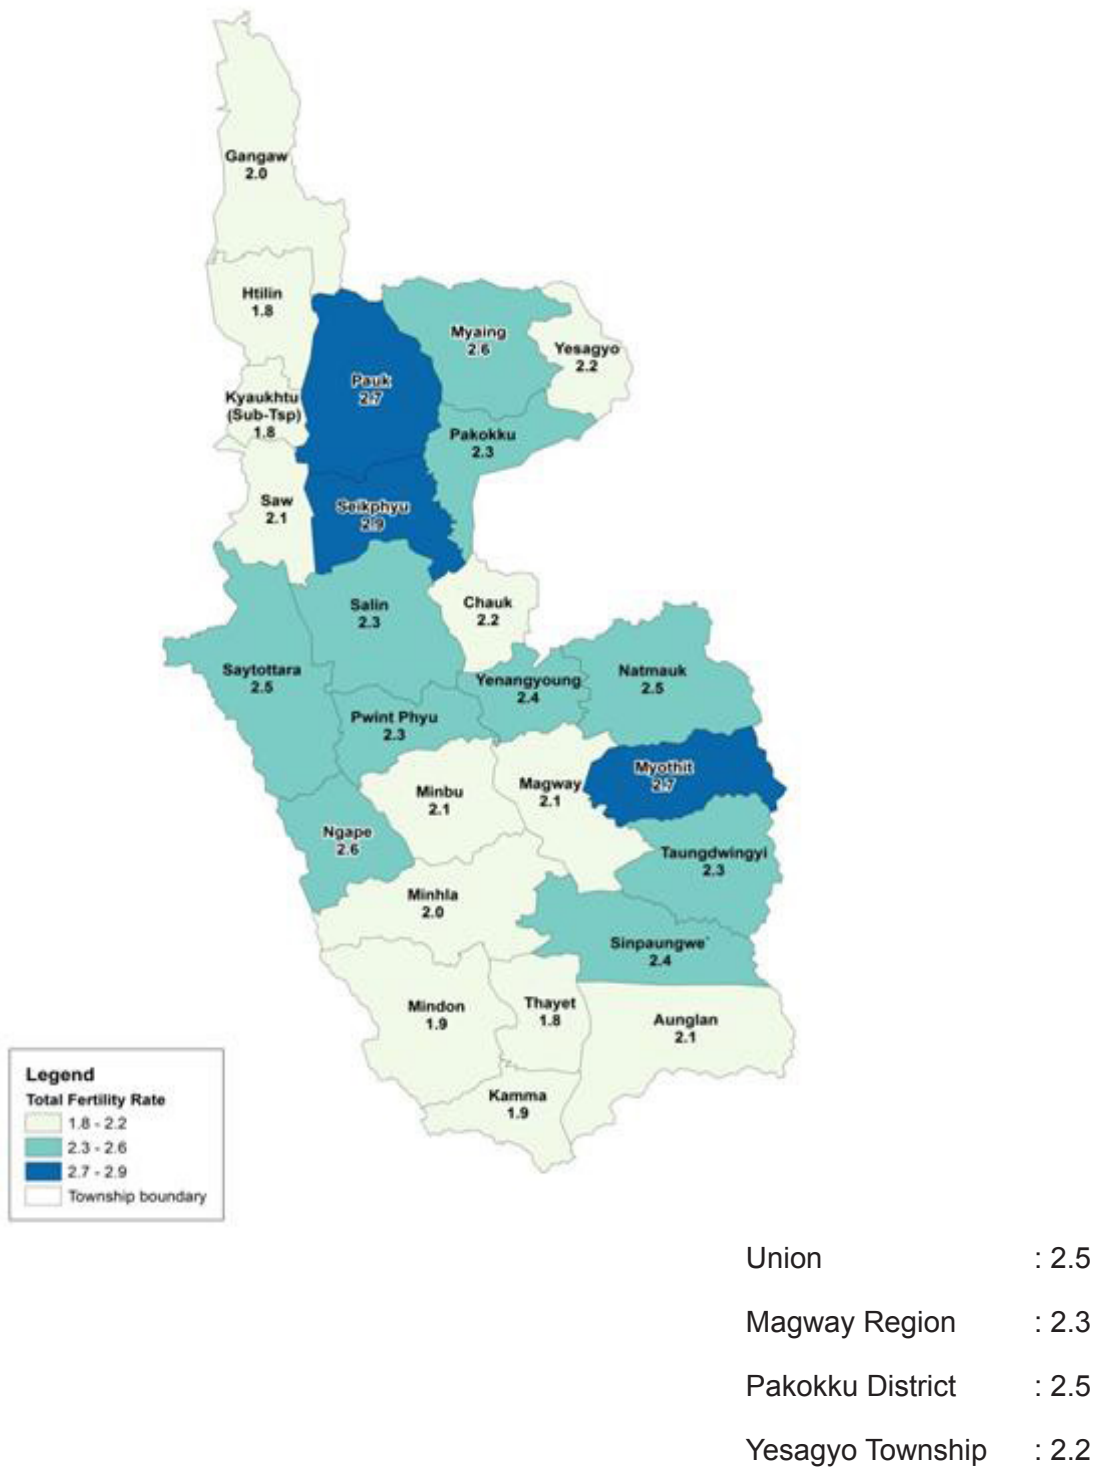 Gangaw
2.0
Htilin
1.8
Myaing
2.6
Yesagyo
2.2
Pauk
2.7
Kyaukhtu
(Sub-Tsp)
1.8
Pakokku
2.3
Saw
2.1
Seikphyu
2.9
Salin
2.3
Chauk
2.2
Saytottara
2.5
Yenangyoung
2.4
Natmauk
2.5
Pwint Phyu
2.3
Myothit
2.7
Minbu
2.1
Magway
2.1
Ngape
2.6
Taungdwingyi
2.3
Minhla
2.0
Sinpaungwe`
2.4
Mindon
1.9
Thayet
1.8
Aunglan
2.1
Kamma
1.9
Legend
Total Fertility Rate
1.8 - 2.2
2.3 - 2.6
2.7 - 2.9
Township boundary
Union : 2.5
Magway Region : 2.3
Pakokku District : 2.5
Yesagyo Township : 2.2